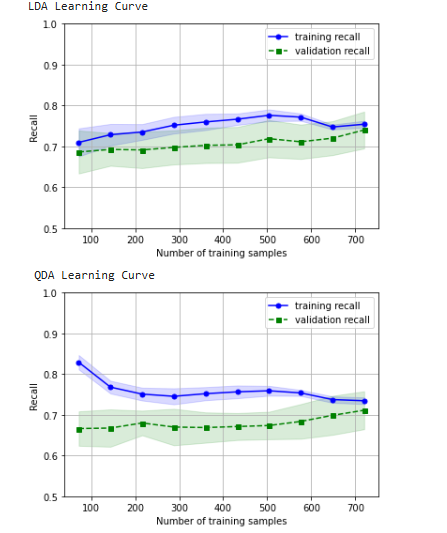 LDA Learning Curve
1.0
training recall
validation recall
0.9
0.8
Recall
0.7
0.6
0.5
100 200 300 400 500 600 700
Number of training samples
QDA Learning Curve
1.0
training recall
validation recall
0.9
0.8
Recall
0.7
0.6
0.5
100 200 300 400 500 600 700
Number of training samples